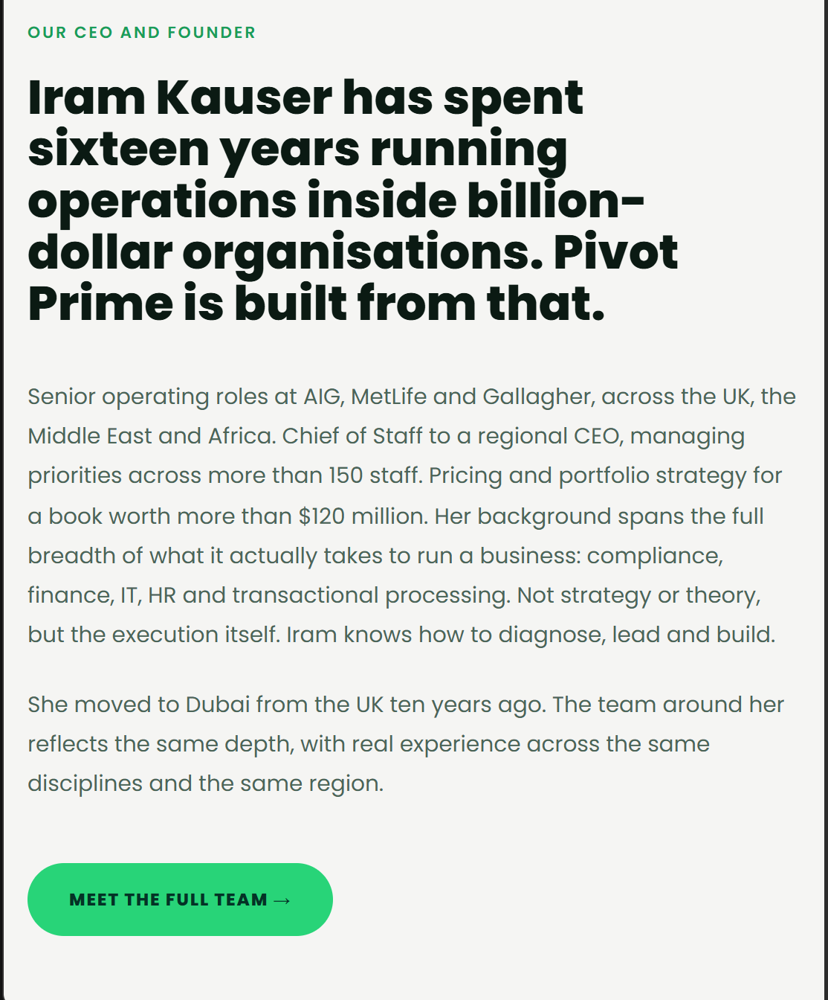 OUR CEO AND FOUNDER
Iram Kauser has spent
sixteen years running
operations inside billion-
dollar organisations. Pivot
Prime is built from that.
Senior operating roles at AIG, MetLife and Gallagher, across the UK, the
Middle East and Africa. Chief of Staff to a regional CEO, managing
priorities across more than 150 staff. Pricing and portfolio strategy for
a book worth more than $120 million. Her background spans the full
breadth of what it actually takes to run a business: compliance,
finance, IT, HR and transactional processing. Not strategy or theory,
but the execution itself. Iram knows how to diagnose, lead and build.
She moved to Dubai from the UK ten years ago. The team around her
reflects the same depth, with real experience across the same
disciplines and the same region.
MEET THE FULL TEAM →